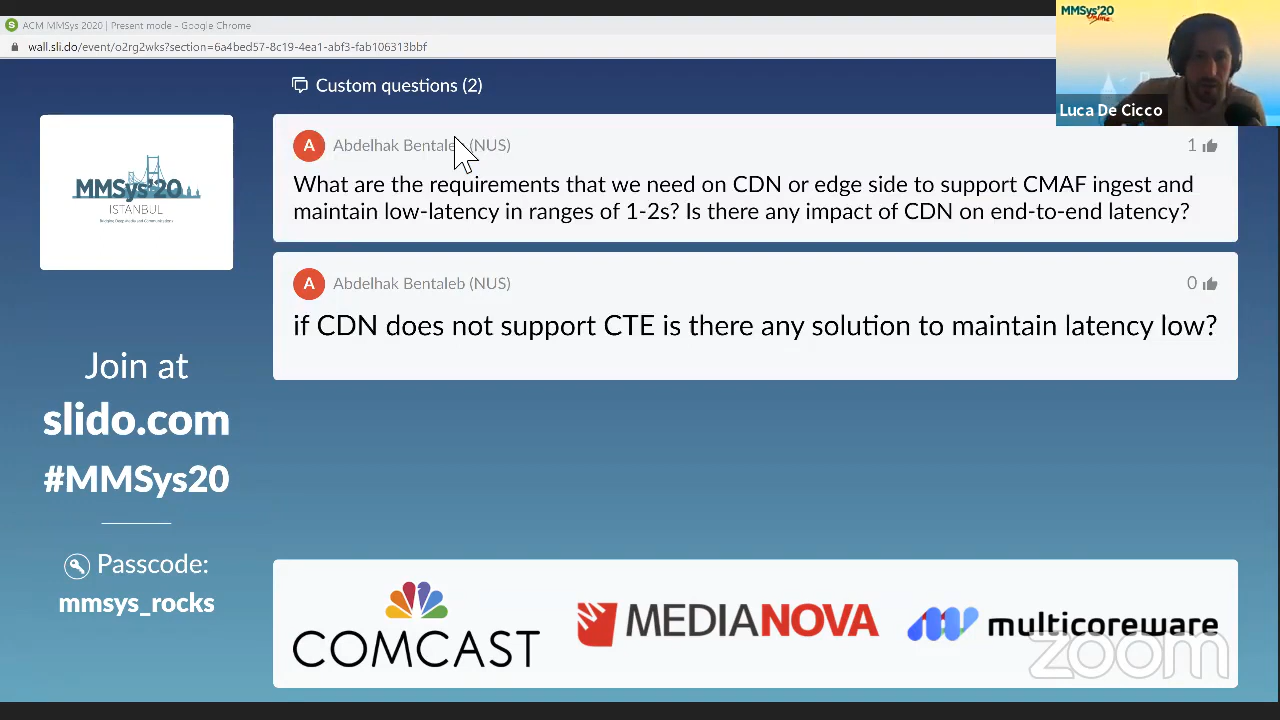 ACM MMSys 2020 | Present mode - Google Chrome
wall.sli.do/event/o2rg2wks?section=6a4bed57-8c19-4ea1-abf3-fab106313bbf
MMSys'20
Online
Luca De Cicco
Custom questions (2)
MMSys'20
ISTANBUL
A
Abdelhak Bentaleb (NUS)
1
What are the requirements that we need on CDN or edge side to support CMAF ingest and
maintain low-latency in ranges of 1-2s? Is there any impact of CDN on end-to-end latency?
A
Abdelhak Bentaleb (NUS)
0
if CDN does not support CTE is there any solution to maintain latency low?
Join at
slido.com
#MMSys20
Passcode:
mmsys_rocks
COMCAST
MEDIANOVA
multicoreware
zoom